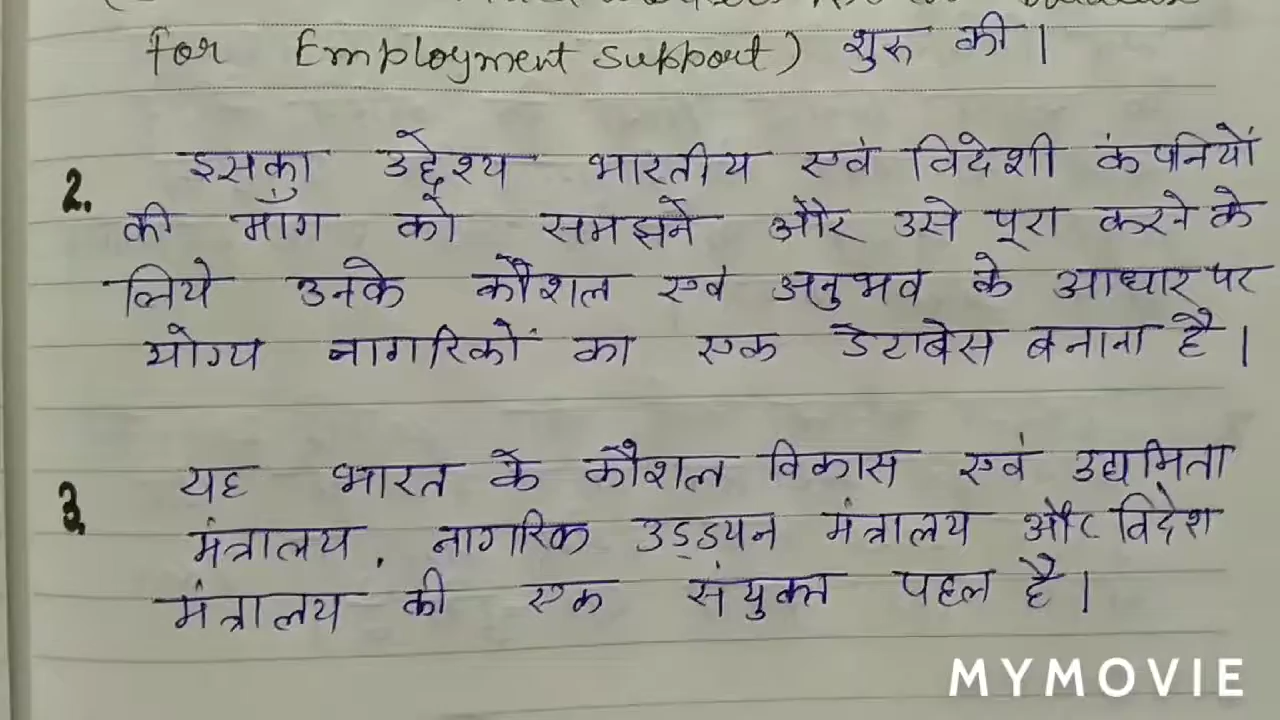 for Employment Support) शुरू की।
2. इसका उद्देश्य भारतीय एवं विदेशी कंपनियों
की माँग को समझने और उसे पूरा करने के
लिये उनके कौशल एवं अनुभव के आधार पर
योग्य नागरिकों का एक डेटाबेस बनाना है।
3. यह भारत के कौशल विकास एवं उद्यमिता
मंत्रालय, नागरिक उड्डयन मंत्रालय और विदेश
मंत्रालय की एक संयुक्त पहल है।
MYMOVIE